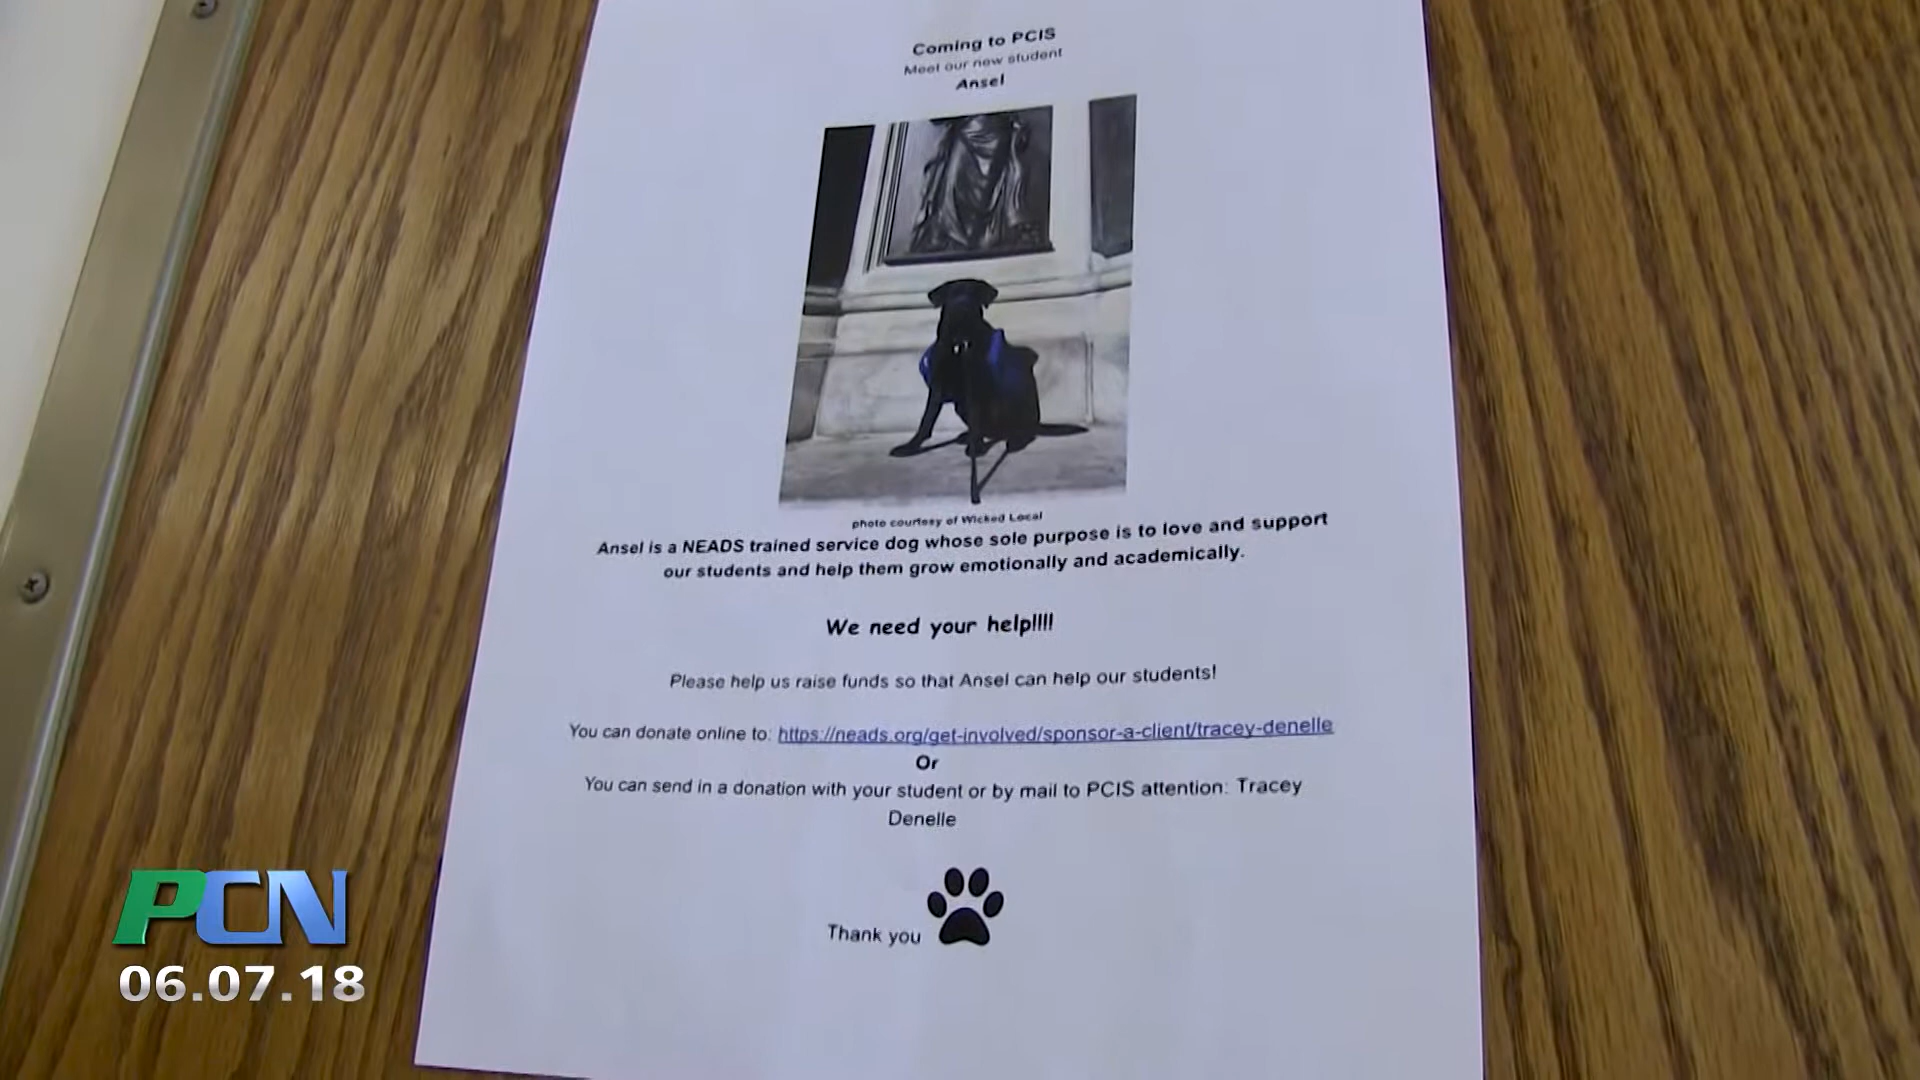 Coming to PCIS
Meet our new student
Ansel
photo courtesy of Wicked Local
Ansel is a NEADS trained service dog whose sole purpose is to love and support
our students and help them grow emotionally and academically.
We need your help!!!!
Please help us raise funds so that Ansel can help our students!
You can donate online to: https://neads.org/get-involved/sponsor-a-client/tracey-denelle
Or
You can send in a donation with your student or by mail to PCIS attention: Tracey
Denelle
Thank you
PCN
06.07.18